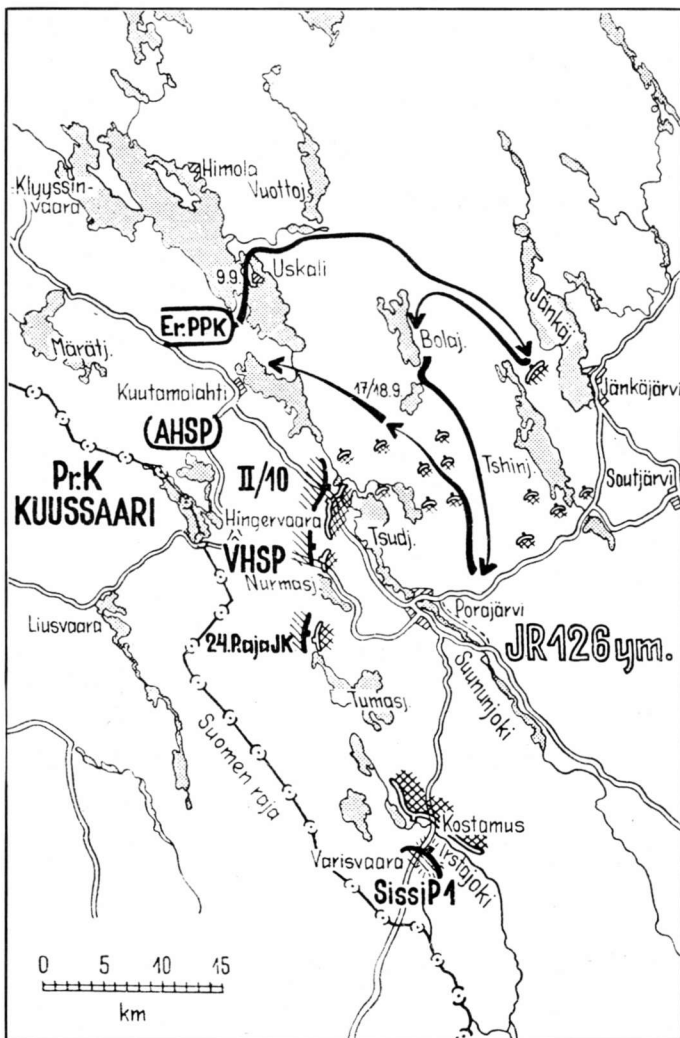 Himola
Klyyssin-
vaara
Vuottoj.
9.9.
Uskali
Er.PPK
Märätj.
Bolaj.
Jänkäj.
Jänkäjärvi
Kuutamolahti
17/18.9.
AHSP
Tshinj.
Soutjärvi
Pr.K
KUUSSAARI
II/10
Hingervaara
Tsudj.
VHSP
Nurmasj.
Liusvaara
Porajärvi
24.RajaJK
JR126 ym.
Suununjoki
Tumasj.
Suomen raja
Kostamus
Varisvaara
Irstajoki
SissiP1
0 5 10 15
km